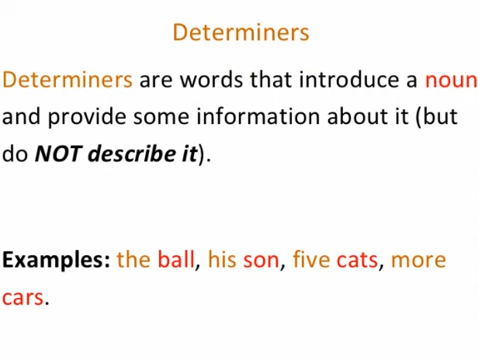 Determiners
Determiners are words that introduce a noun
and provide some information about it (but
do NOT describe it).
Examples: the ball, his son, five cats, more
cars.